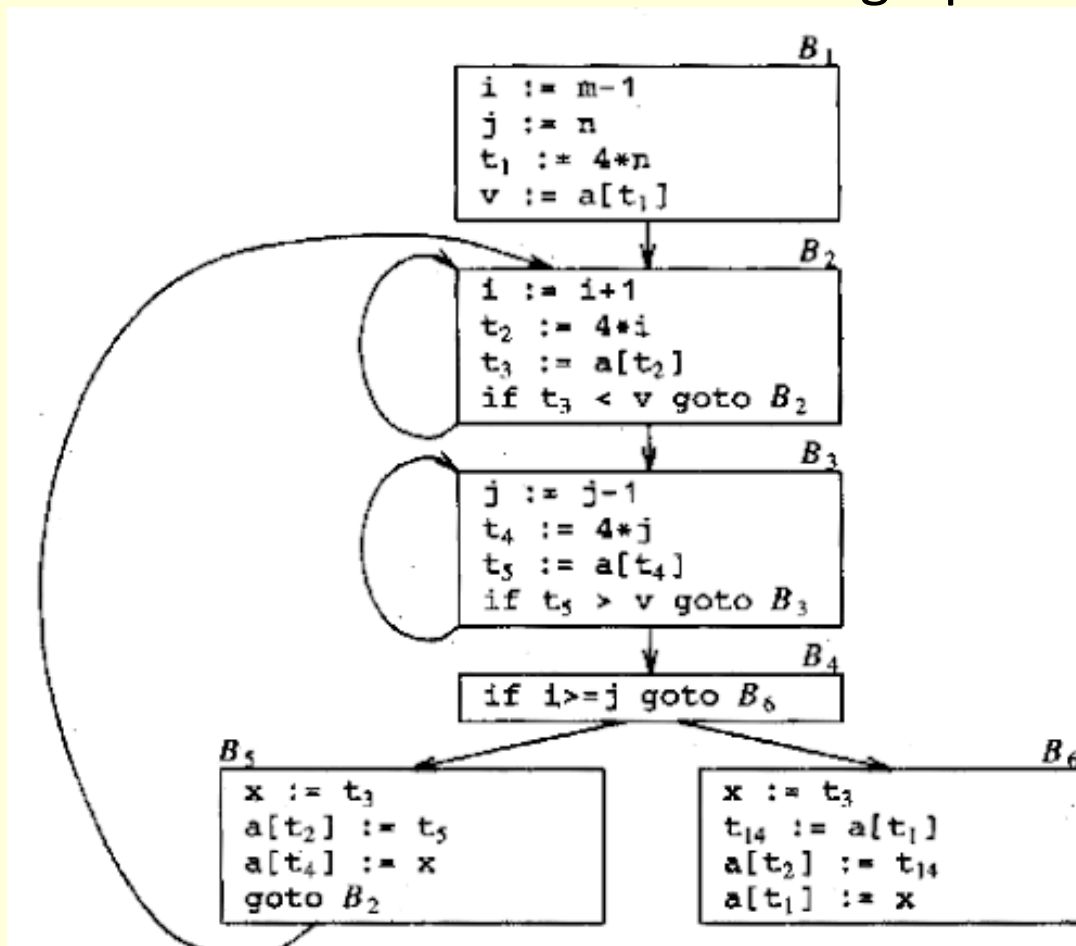 B₁
i := m-1
j := n
t₁ := 4*n
v := a[t₁]
B₂
i := i+1
t₂ := 4*i
t₃ := a[t₂]
if t₃ < v goto B₂
B₃
j := j-1
t₄ := 4*j
t₅ := a[t₄]
if t₅ > v goto B₃
B₄
if i>=j goto B₆
B₅
x := t₃
a[t₂] := t₅
a[t₄] := x
goto B₂
B₆
x := t₃
t₁₄ := a[t₁]
a[t₂] := t₁₄
a[t₁] := x